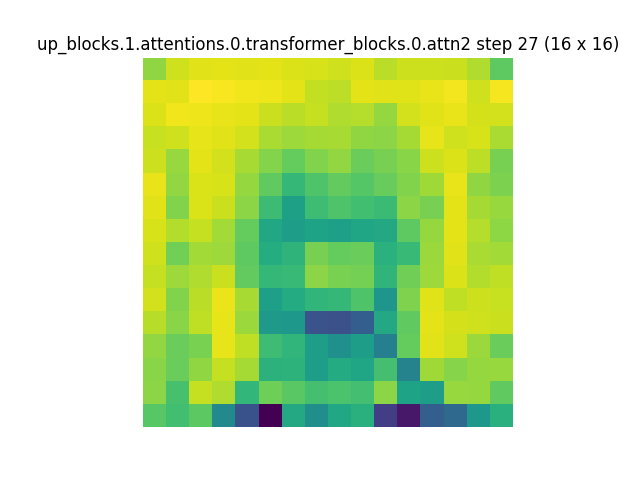 up_blocks.1.attentions.0.transformer_blocks.0.attn2 step 27 (16 x 16)